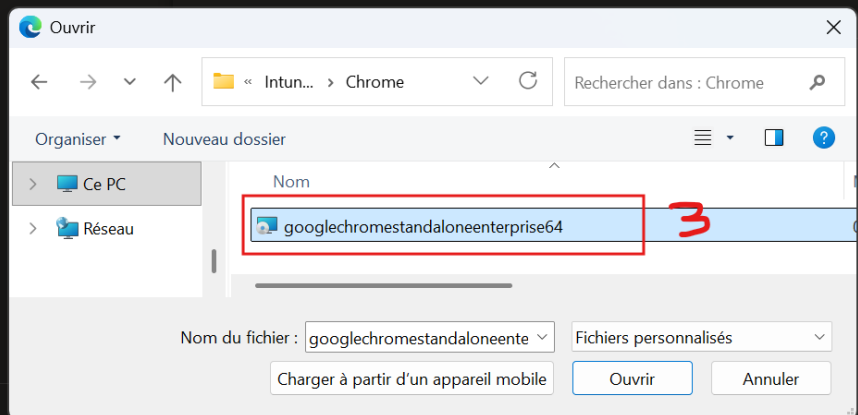 Ouvrir
« Intun... > Chrome
Rechercher dans : Chrome
Organiser
Nouveau dossier
Ce PC
Réseau
Nom
googlechromestandaloneenterprise64
3
Nom du fichier :
googlechromestandaloneente
Fichiers personnalisés
Charger à partir d'un appareil mobile
Ouvrir
Annuler